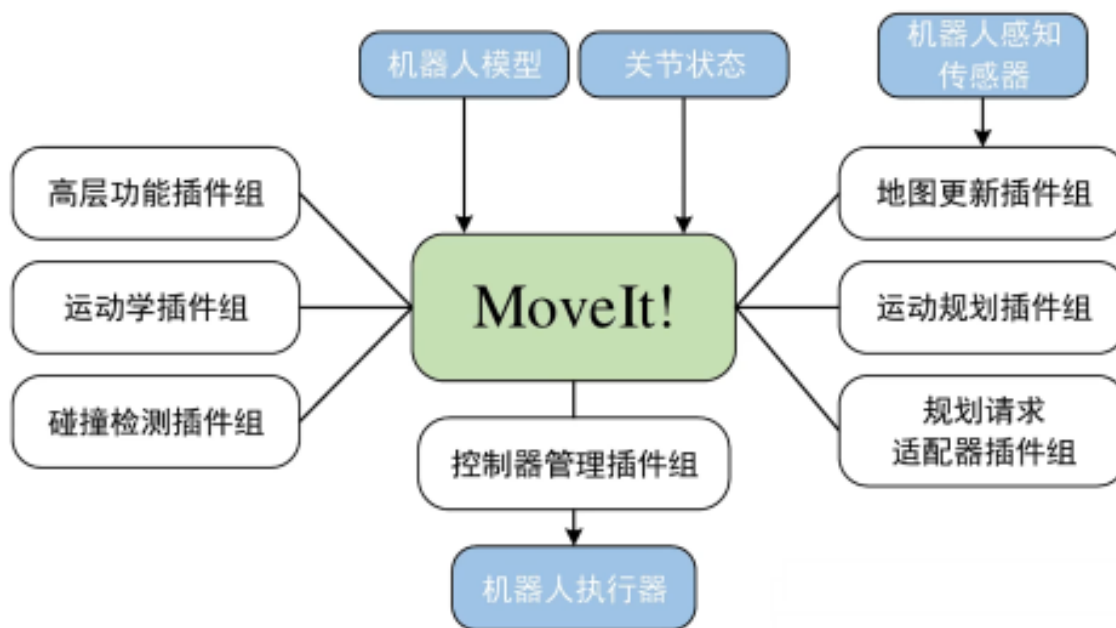 机器人模型
关节状态
机器人感知
传感器
高层功能插件组
地图更新插件组
MoveIt!
运动学插件组
运动规划插件组
碰撞检测插件组
规划请求
适配器插件组
控制器管理插件组
机器人执行器